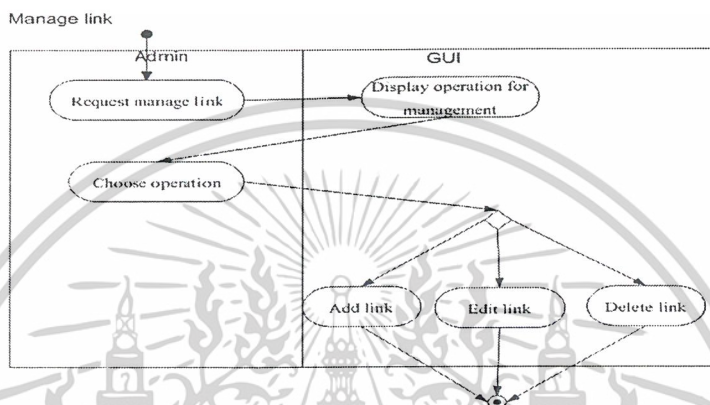 Manage link
Admin
GUI
Request manage link
Display operation for
management
Choose operation
Add link
Edit link
Delete link